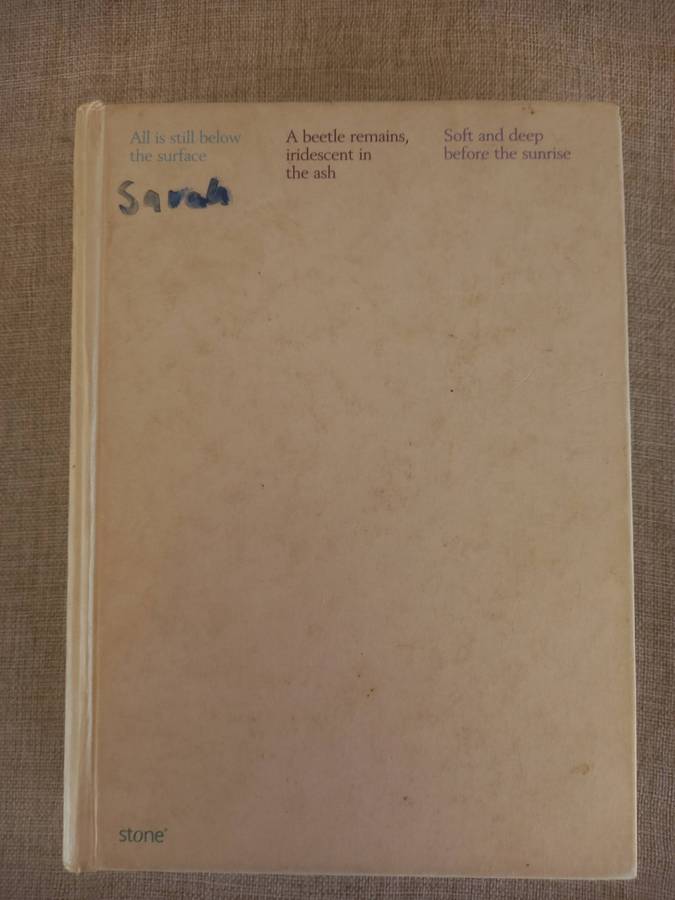 All is still below
the surface
A beetle remains,
iridescent in
the ash
Soft and deep
before the sunrise
Sarah
stone